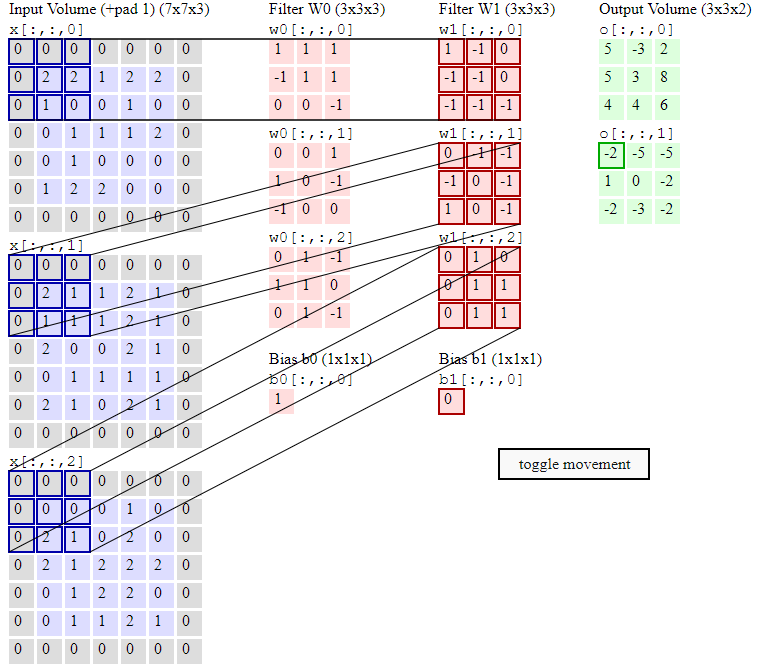 Input Volume (+pad 1) (7x7x3)
x[:,:,0]
0 0 0 0 0 0 0
0 2 2 1 2 2 0
0 1 0 0 1 0 0
0 0 1 1 1 2 0
0 1 0 0 0 0 0
0 1 2 2 0 0 0
0 0 0 0 0 0 0
x[:,:,1]
0 0 0 0 0 0 0
0 2 1 1 2 1 0
0 1 1 1 2 1 0
0 2 0 0 2 1 0
0 0 1 1 1 1 0
0 2 1 0 2 1 0
0 0 0 0 0 0 0
x[:,:,2]
0 0 0 0 0 0 0
0 0 0 0 1 0 0
0 2 1 0 2 0 0
0 2 1 2 2 2 0
0 0 1 2 2 0 0
0 0 1 1 2 1 0
0 0 0 0 0 0 0
Filter W0 (3x3x3)
w0[:,:,0]
1 1 1
-1 1 1
0 0 -1
w0[:,:,1]
0 0 1
1 0 -1
-1 0 0
w0[:,:,2]
0 1 -1
1 1 0
0 1 -1
Bias b0 (1x1x1)
b0[:,:,0]
1
Filter W1 (3x3x3)
w1[:,:,0]
1 -1 0
-1 -1 0
-1 -1 -1
w1[:,:,1]
0 -1 -1
-1 0 -1
1 0 -1
w1[:,:,2]
0 1 0
0 1 1
0 1 1
Bias b1 (1x1x1)
b1[:,:,0]
0
Output Volume (3x3x2)
o[:,:,0]
5 -3 2
5 3 8
4 4 6
o[:,:,1]
-2 -5 -5
1 0 -2
-2 -3 -2
toggle movement